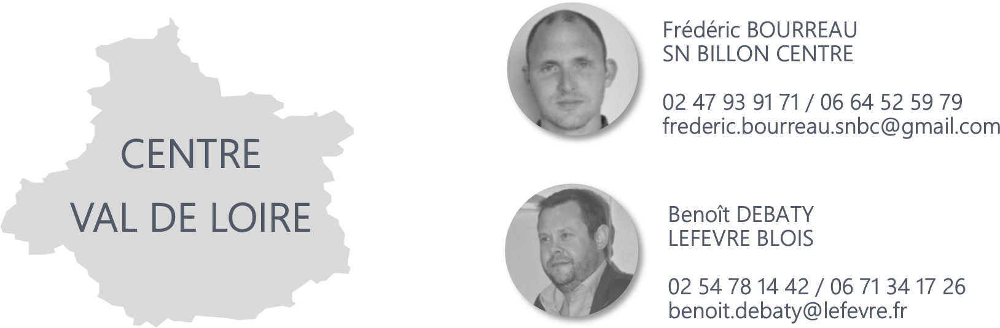 CENTRE
VAL DE LOIRE
Frédéric BOURREAU
SN BILLON CENTRE
02 47 93 91 71 / 06 64 52 59 79
frederic.bourreau.snbc@gmail.com
Benoît DEBATY
LEFEVRE BLOIS
02 54 78 14 42 / 06 71 34 17 26
benoit.debaty@lefevre.fr